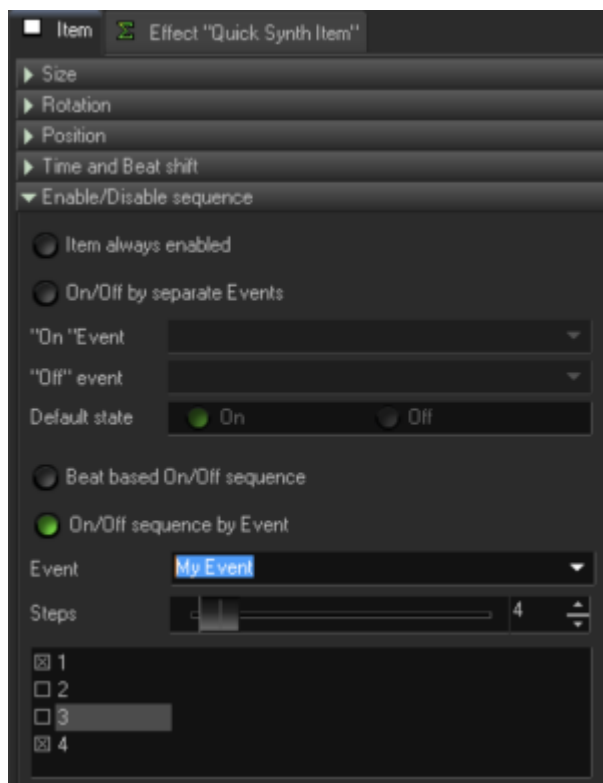 Item Effect "Quick Synth Item"
Size
Rotation
Position
Time and Beat shift
Enable/Disable sequence
Item always enabled
On/Off by separate Events
"On "Event
"Off" event
Default state On Off
Beat based On/Off sequence
On/Off sequence by Event
Event My Event
Steps 4
1
2
3
4